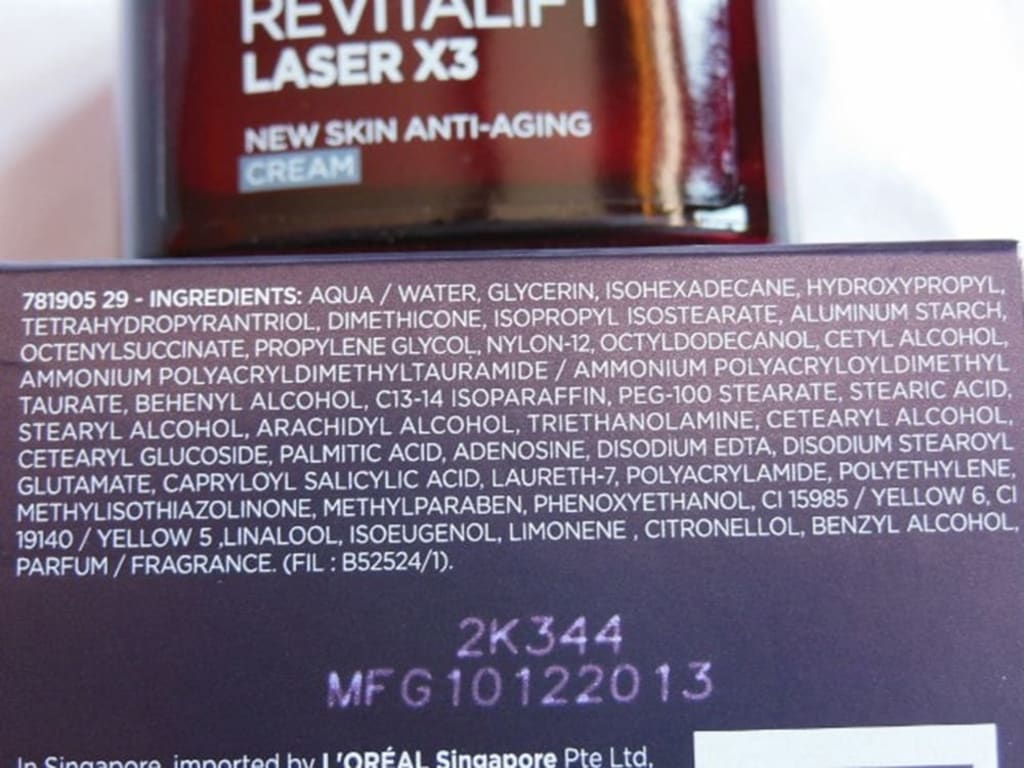 REVITALIFT
LASER X3
NEW SKIN ANTI-AGING
CREAM
781905 29 - INGREDIENTS: AQUA / WATER, GLYCERIN, ISOHEXADECANE, HYDROXYPROPYL,
TETRAHYDROPYRANTRIOL, DIMETHICONE, ISOPROPYL ISOSTEARATE, ALUMINUM STARCH,
OCTENYLSUCCINATE, PROPYLENE GLYCOL, NYLON-12, OCTYLDODECANOL, CETYL ALCOHOL,
AMMONIUM POLYACRYLDIMETHYLTAURAMIDE / AMMONIUM POLYACRYLOYLDIMETHYL
TAURATE, BEHENYL ALCOHOL, C13-14 ISOPARAFFIN, PEG-100 STEARATE, STEARIC ACID,
STEARYL ALCOHOL, ARACHIDYL ALCOHOL, TRIETHANOLAMINE, CETEARYL ALCOHOL,
CETEARYL GLUCOSIDE, PALMITIC ACID, ADENOSINE, DISODIUM EDTA, DISODIUM STEAROYL
GLUTAMATE, CAPRYLOYL SALICYLIC ACID, LAURETH-7, POLYACRYLAMIDE, POLYETHYLENE,
METHYLISOTHIAZOLINONE, METHYLPARABEN, PHENOXYETHANOL, CI 15985 / YELLOW 6, CI
19140 / YELLOW 5 ,LINALOOL, ISOEUGENOL, LIMONENE , CITRONELLOL, BENZYL ALCOHOL,
PARFUM / FRAGRANCE. (FIL : B52524/1).
2K344
MFG10122013
In Singapore, imported by L'ORÉAL Singapore Pte Ltd,